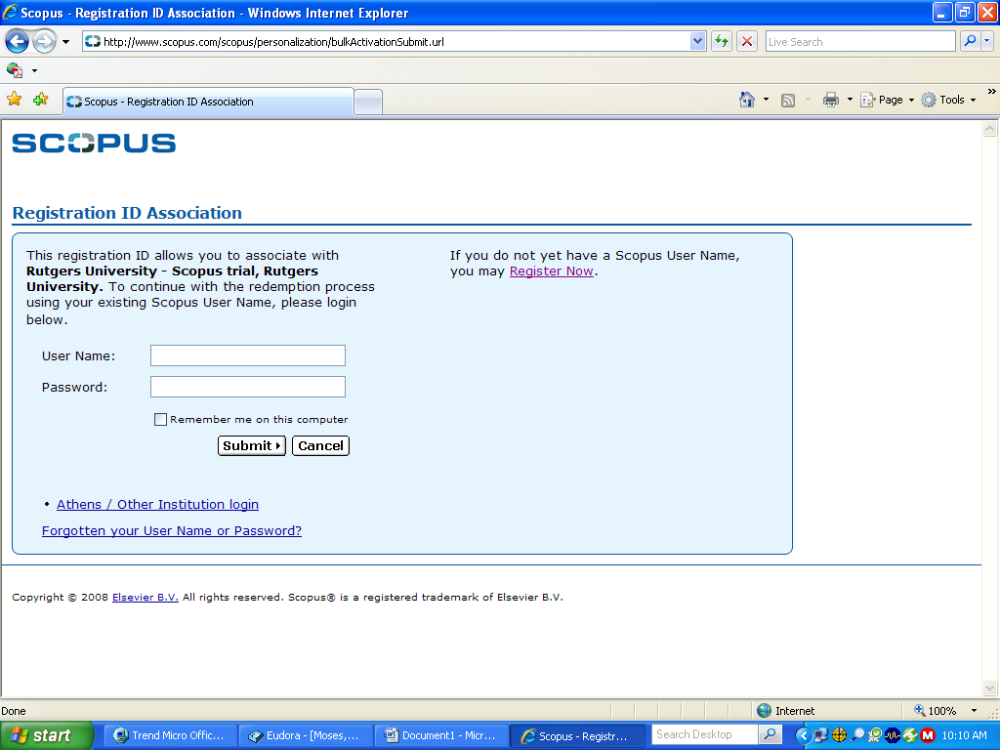 Scopus - Registration ID Association - Windows Internet Explorer
http://www.scopus.com/scopus/personalization/bulkActivationSubmit.url
Live Search
Scopus - Registration ID Association
Page
Tools
SCOPUS
Registration ID Association
This registration ID allows you to associate with
Rutgers University - Scopus trial, Rutgers
University. To continue with the redemption process
using your existing Scopus User Name, please login
below.
If you do not yet have a Scopus User Name,
you may Register Now.
User Name:
Password:
Remember me on this computer
Submit
Cancel
• Athens / Other Institution login
Forgotten your User Name or Password?
Copyright © 2008 Elsevier B.V. All rights reserved. Scopus® is a registered trademark of Elsevier B.V.
Done
Internet
100%
start
Trend Micro Offic...
Eudora - [Moses,...
Document1 - Micr...
Scopus - Registr...
Search Desktop
10:10 AM